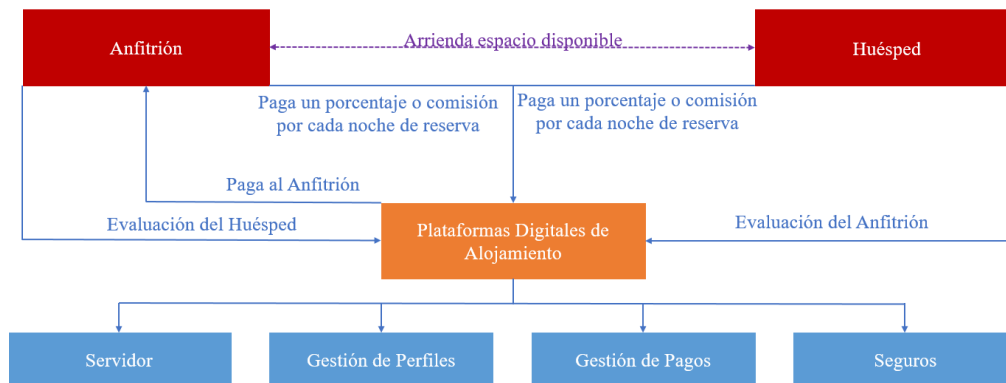 Anfitrión
Arrienda espacio disponible
Huésped
Paga un porcentaje o comisión
por cada noche de reserva
Paga un porcentaje o comisión
por cada noche de reserva
Paga al Anfitrión
Evaluación del Huésped
Plataformas Digitales de
Alojamiento
Evaluación del Anfitrión
Servidor
Gestión de Perfiles
Gestión de Pagos
Seguros